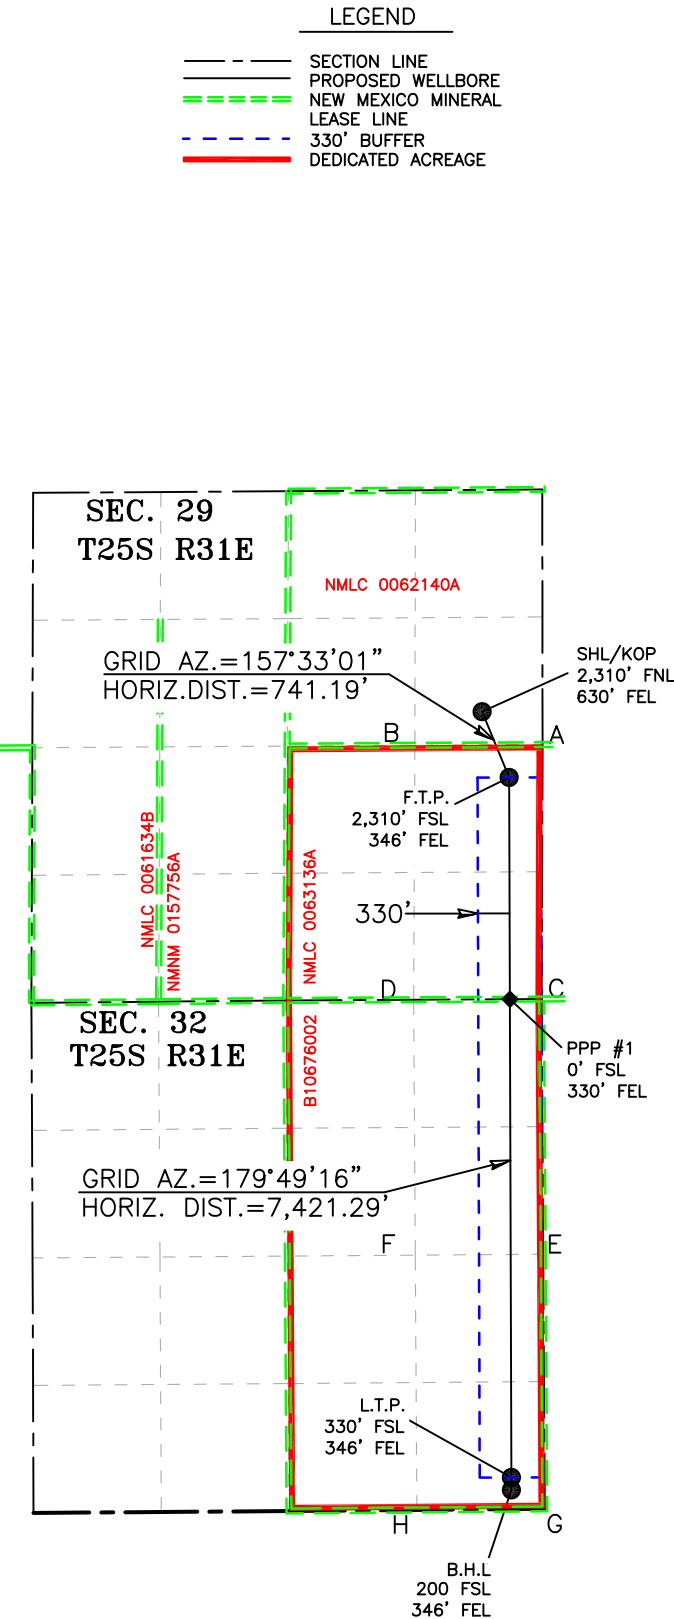 LEGEND
SECTION LINE
PROPOSED WELLBORE
NEW MEXICO MINERAL
LEASE LINE
330' BUFFER
DEDICATED ACREAGE
SEC. 29
T25S R31E
NMLC 0062140A
GRID AZ.=157°33'01"
HORIZ.DIST.=741.19'
SHL/KOP
2,310' FNL
630' FEL
B
A
F.T.P.
2,310' FSL
346' FEL
NMLC 0061634B
NMNM 0157756A
NMLC 0063136A
330'
D
C
SEC. 32
T25S R31E
B10676002
PPP #1
0' FSL
330' FEL
GRID AZ.=179°49'16"
HORIZ. DIST.=7,421.29'
F
E
L.T.P.
330' FSL
346' FEL
H
G
B.H.L
200 FSL
346' FEL